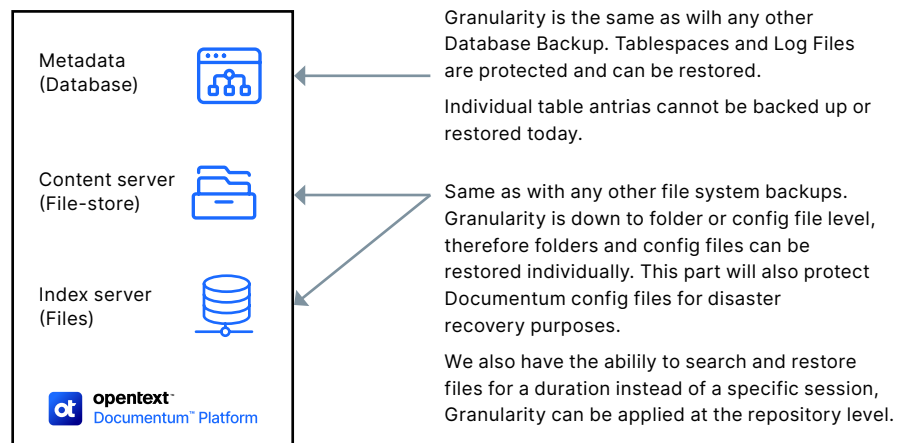 Metadata
(Database)
Content server
(File-store)
Index server
(Files)
opentext™
Documentum™ Platform
Granularity is the same as wilh any other
Database Backup. Tablespaces and Log Files
are protected and can be restored.
Individual table antrias cannot be backed up or
restored today.
Same as with any other file system backups.
Granularity is down to folder or config file level,
therefore folders and config files can be
restored individually. This part will also protect
Documentum config files for disaster
recovery purposes.
We also have the abilily to search and restore
files for a duration instead of a specific session,
Granularity can be applied at the repository level.